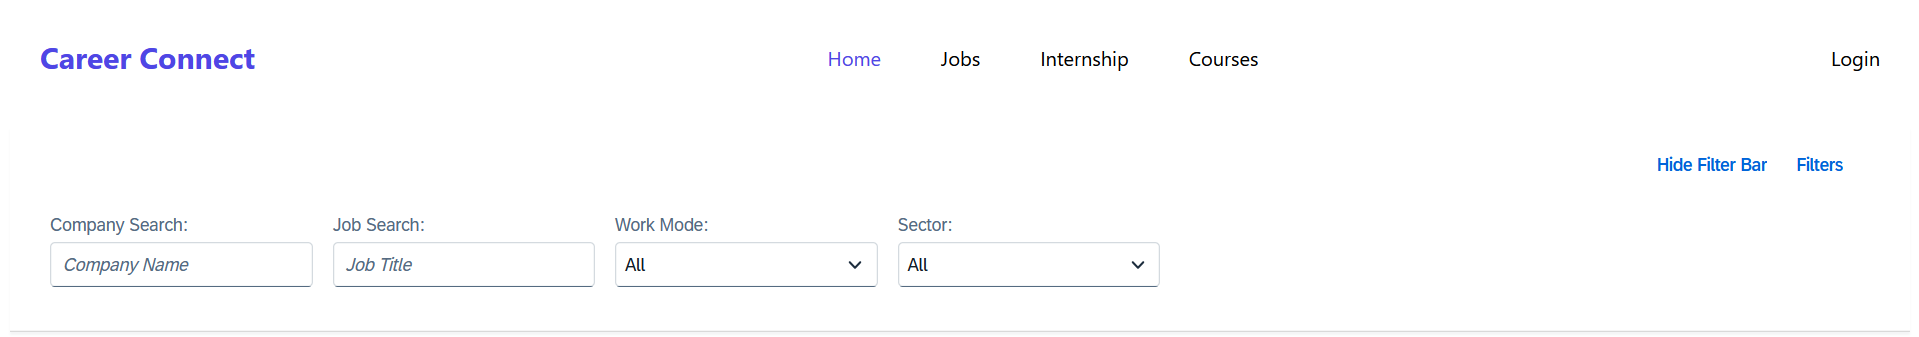 Career Connect Home Jobs Internship Courses Login
Hide Filter Bar Filters
Company Search: Job Search: Work Mode: Sector:
Company Name Job Title All All